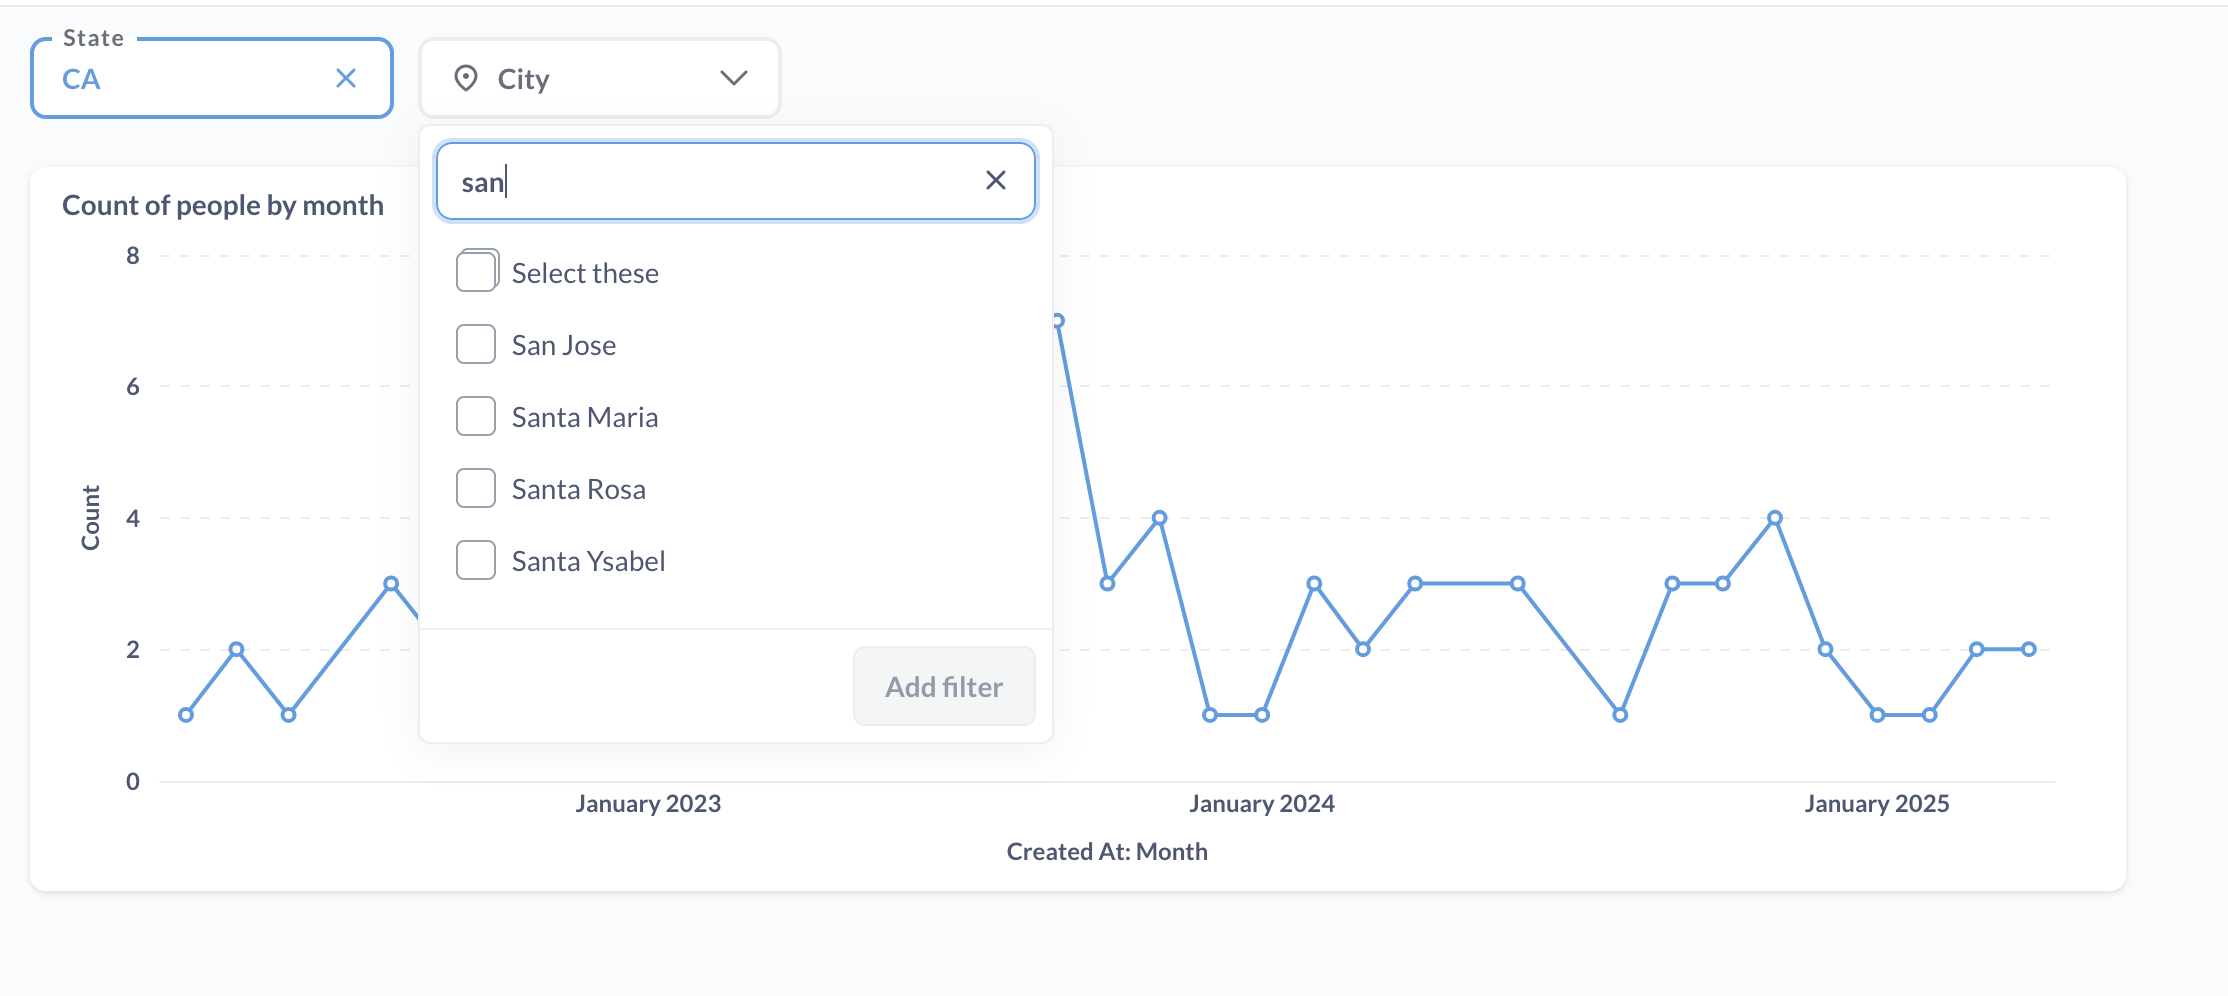 State
CA
City
san
Select these
San Jose
Santa Maria
Santa Rosa
Santa Ysabel
Add filter
Count of people by month
8
6
4
2
0
Count
January 2023
January 2024
January 2025
Created At: Month